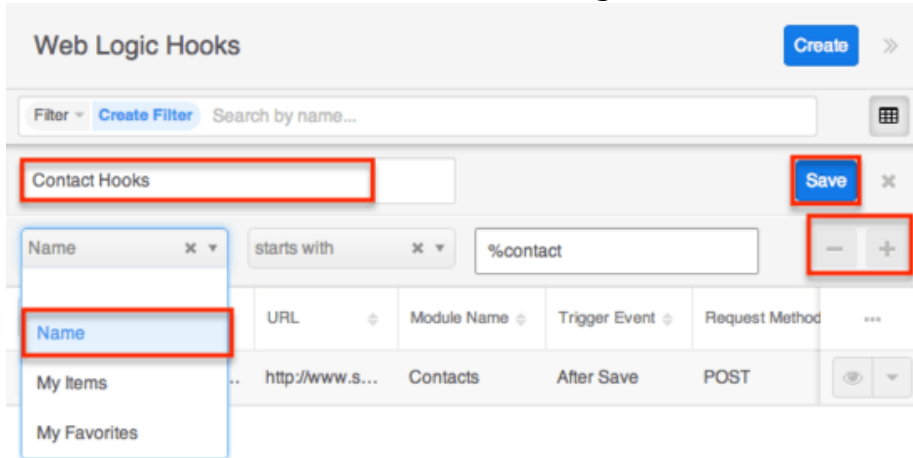 Web Logic Hooks
Create
Filter Create Filter Search by name...
Contact Hooks
Save
Name
starts with
%contact
URL
Module Name
Trigger Event
Request Method
Name
.. http://www.s... Contacts After Save POST
My Items
My Favorites